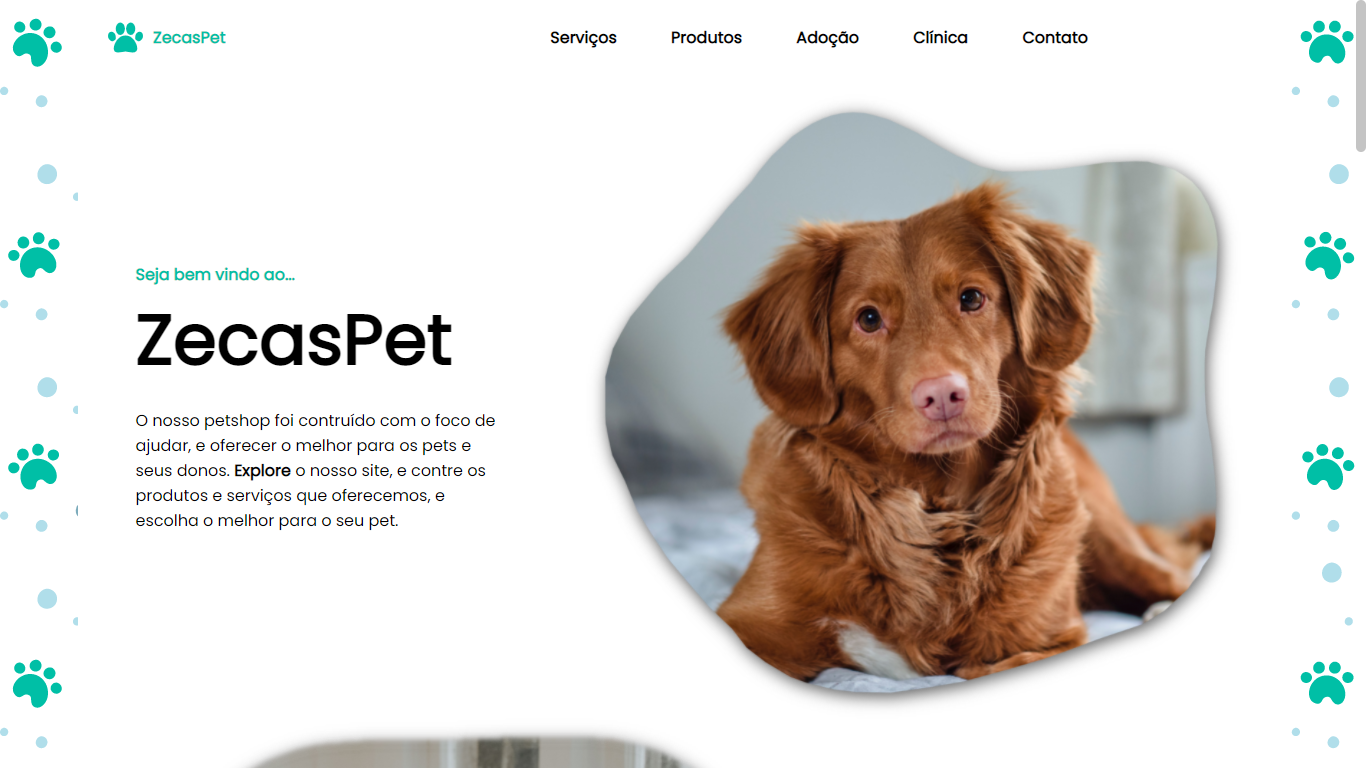 ZecasPet
Serviços
Produtos
Adoção
Clínica
Contato
Seja bem vindo ao...
ZecasPet
O nosso petshop foi contruído com o foco de
ajudar, e oferecer o melhor para os pets e
seus donos. Explore o nosso site, e contre os
produtos e serviços que oferecemos, e
escolha o melhor para o seu pet.